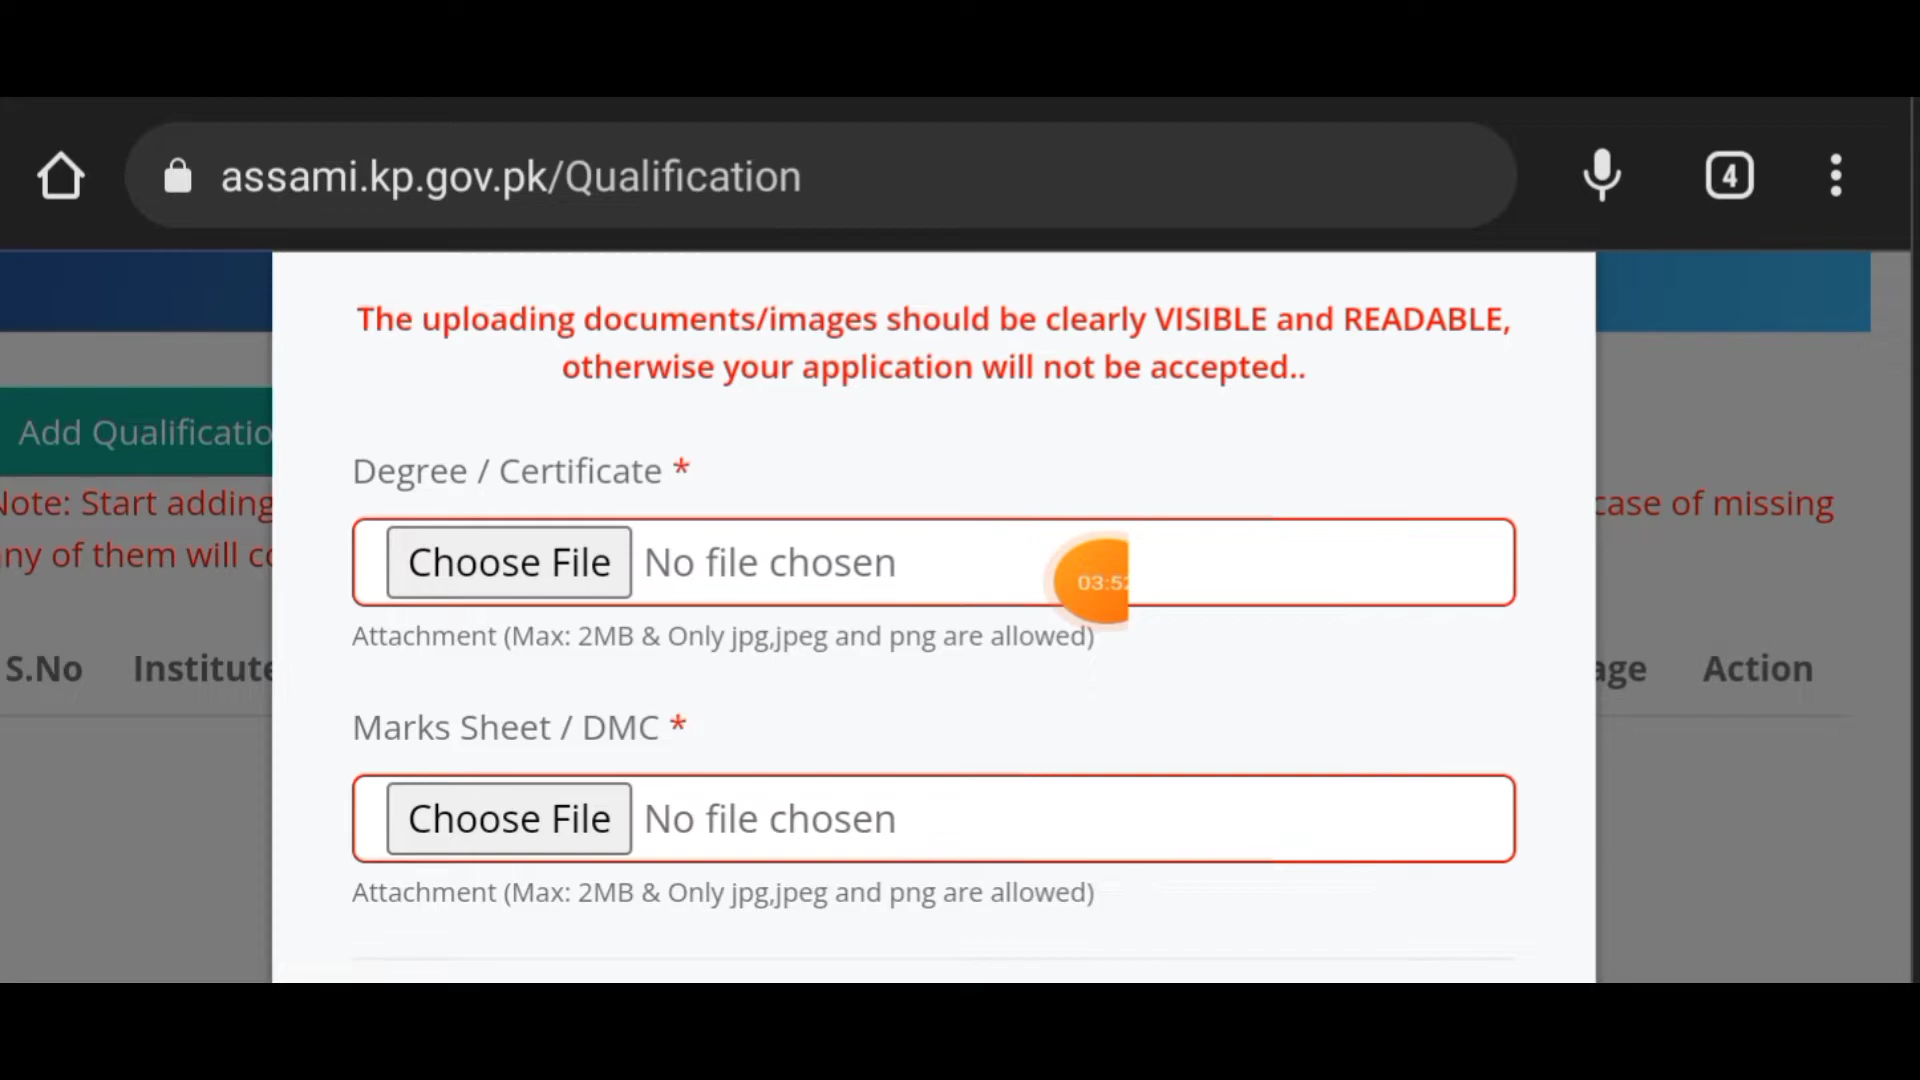 assami.kp.gov.pk/Qualification
4
The uploading documents/images should be clearly VISIBLE and READABLE,
otherwise your application will not be accepted..
Add Qualificatio
Note: Start adding
case of missing
ny of them will co
Degree / Certificate *
Choose File No file chosen
03:52
Attachment (Max: 2MB & Only jpg,jpeg and png are allowed)
S.No Institute
age Action
Marks Sheet / DMC *
Choose File No file chosen
Attachment (Max: 2MB & Only jpg,jpeg and png are allowed)